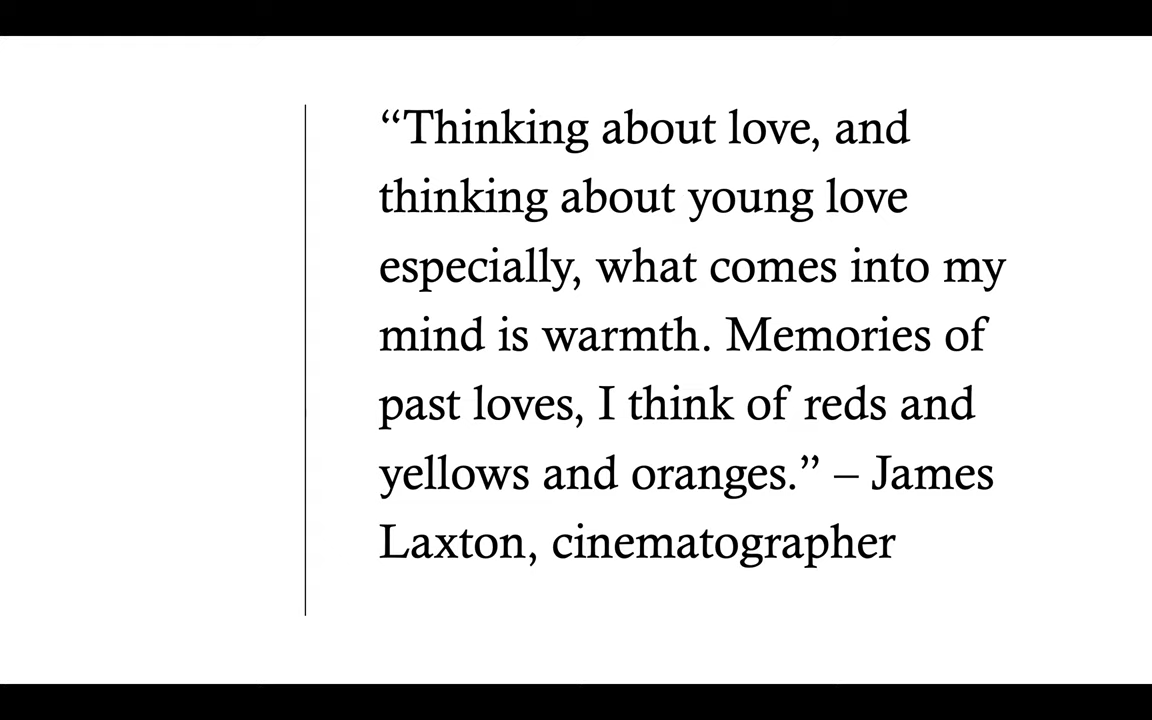 “Thinking about love, and
thinking about young love
especially, what comes into my
mind is warmth. Memories of
past loves, I think of reds and
yellows and oranges.” – James
Laxton, cinematographer